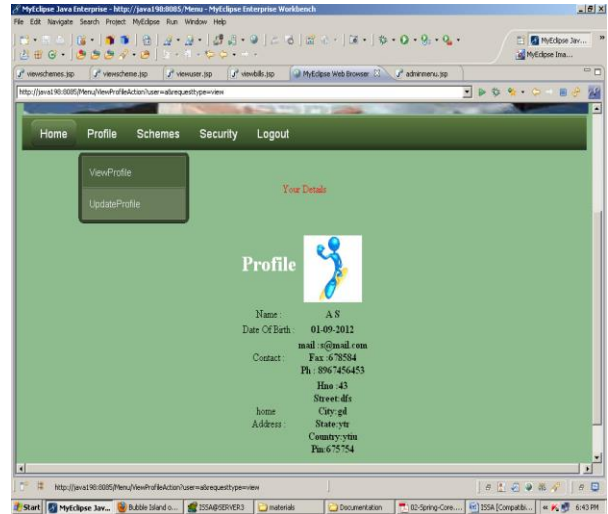 MyEclipse Java Enterprise - http://java198:8085/Menu - MyEclipse Enterprise Workbench
File Edit Navigate Search Project MyEclipse Run Window Help
MyEclipse Jav...
MyEclipse Ima...
viewschemes.jsp viewscheme.jsp viewuser.jsp viewbills.jsp MyEclipse Web Browser adminmenu.jsp
http://java198:8085/Menu/ViewProfileAction?user=a&requesttype=view
Home Profile Schemes Security Logout
ViewProfile
UpdateProfile
Your Details
Profile
Name : A S
Date Of Birth : 01-09-2012
mail :s@mail.com
Contact : Fax :678584
Ph : 8967456453
Hno :43
Street:dfs
home City:gd
Address : State:ytr
Country:ytin
Pin:675754
http://java198:8085/Menu/ViewProfileAction?user=a&requesttype=view
Start MyEclipse Jav... Bubble Island o... ISSA@SERVER3 materials Documentation 02-Spring-Core.... ISSA [Compatib... 6:43 PM